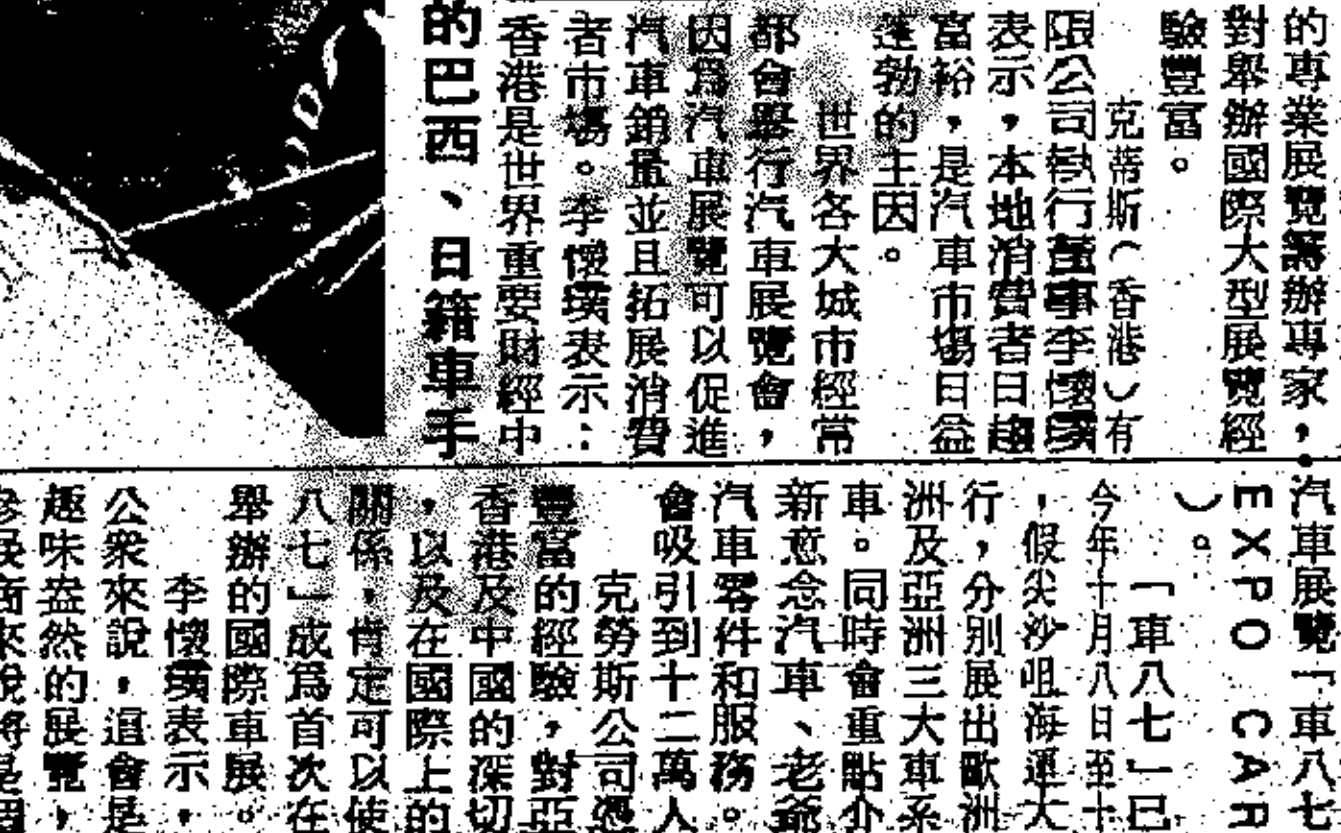 的專業展覽籌辦專家，
對舉辦國際大型展覽經
驗豐富。
克蒂斯（香港）有
限公司執行董事李懷
表示，本地消費者日趨
富裕，是汽車市場日益
蓬勃的主因。
世界各大城市經常
都會舉行汽車展覽會，
因爲汽車展覽可以促進
汽車銷量並且拓展消費
者市場。李懷表示：
香港是世界重要財經中
的巴西、日籍車手
汽車展覽「車八七
EXPO CAR
）。
「車八七」已
今年十月八日至十
，假尖沙咀海運大
行，分別展出歐洲
洲及亞洲三大車系
車。同時會重點介
新意念汽車、老爺
汽車零件和服務。
會吸引到十二萬人
克勞斯公司憑
豐富的經驗，對亞
香港及中國的深切
，以及在國際上的
關係，肯定可以使
八七」成爲首次在
舉辦的國際車展。
李懷表示，
公衆來說，這會是
趣味盎然的展覽，
參展商來說將是個